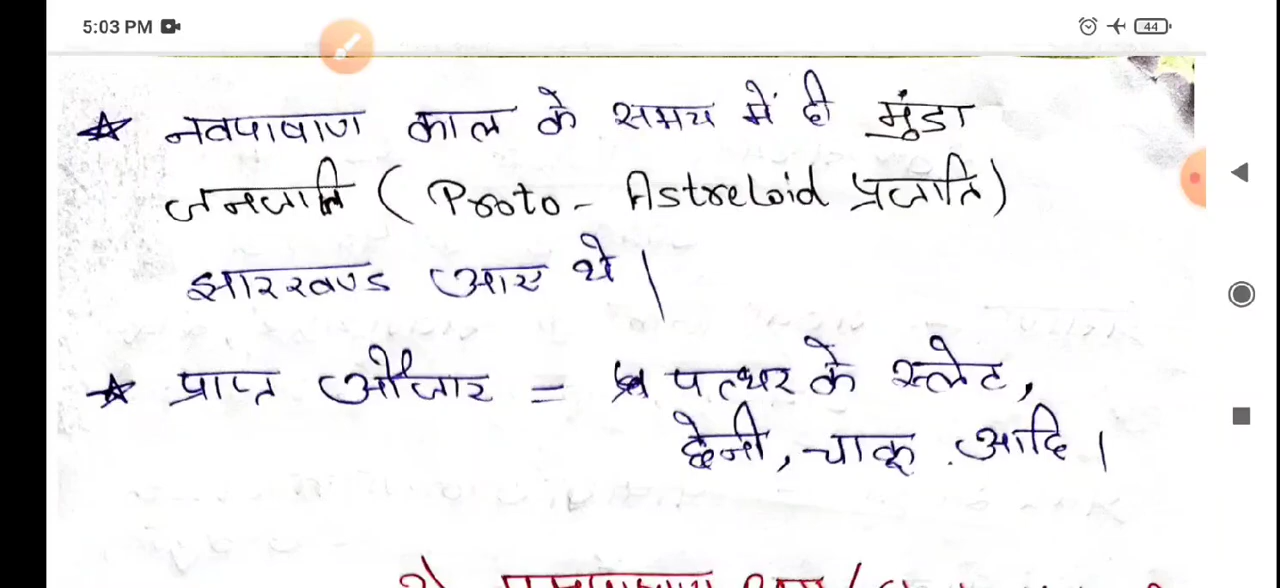 5:03 PM
44
★ नवपाषाण काल के समय में ही मुंडा
जनजाति (Proto - Astreloid प्रजाति)
झारखण्ड आए थे।
★ प्राप्त औजार = पत्थर के स्लेट,
छेनी, चाकू आदि।